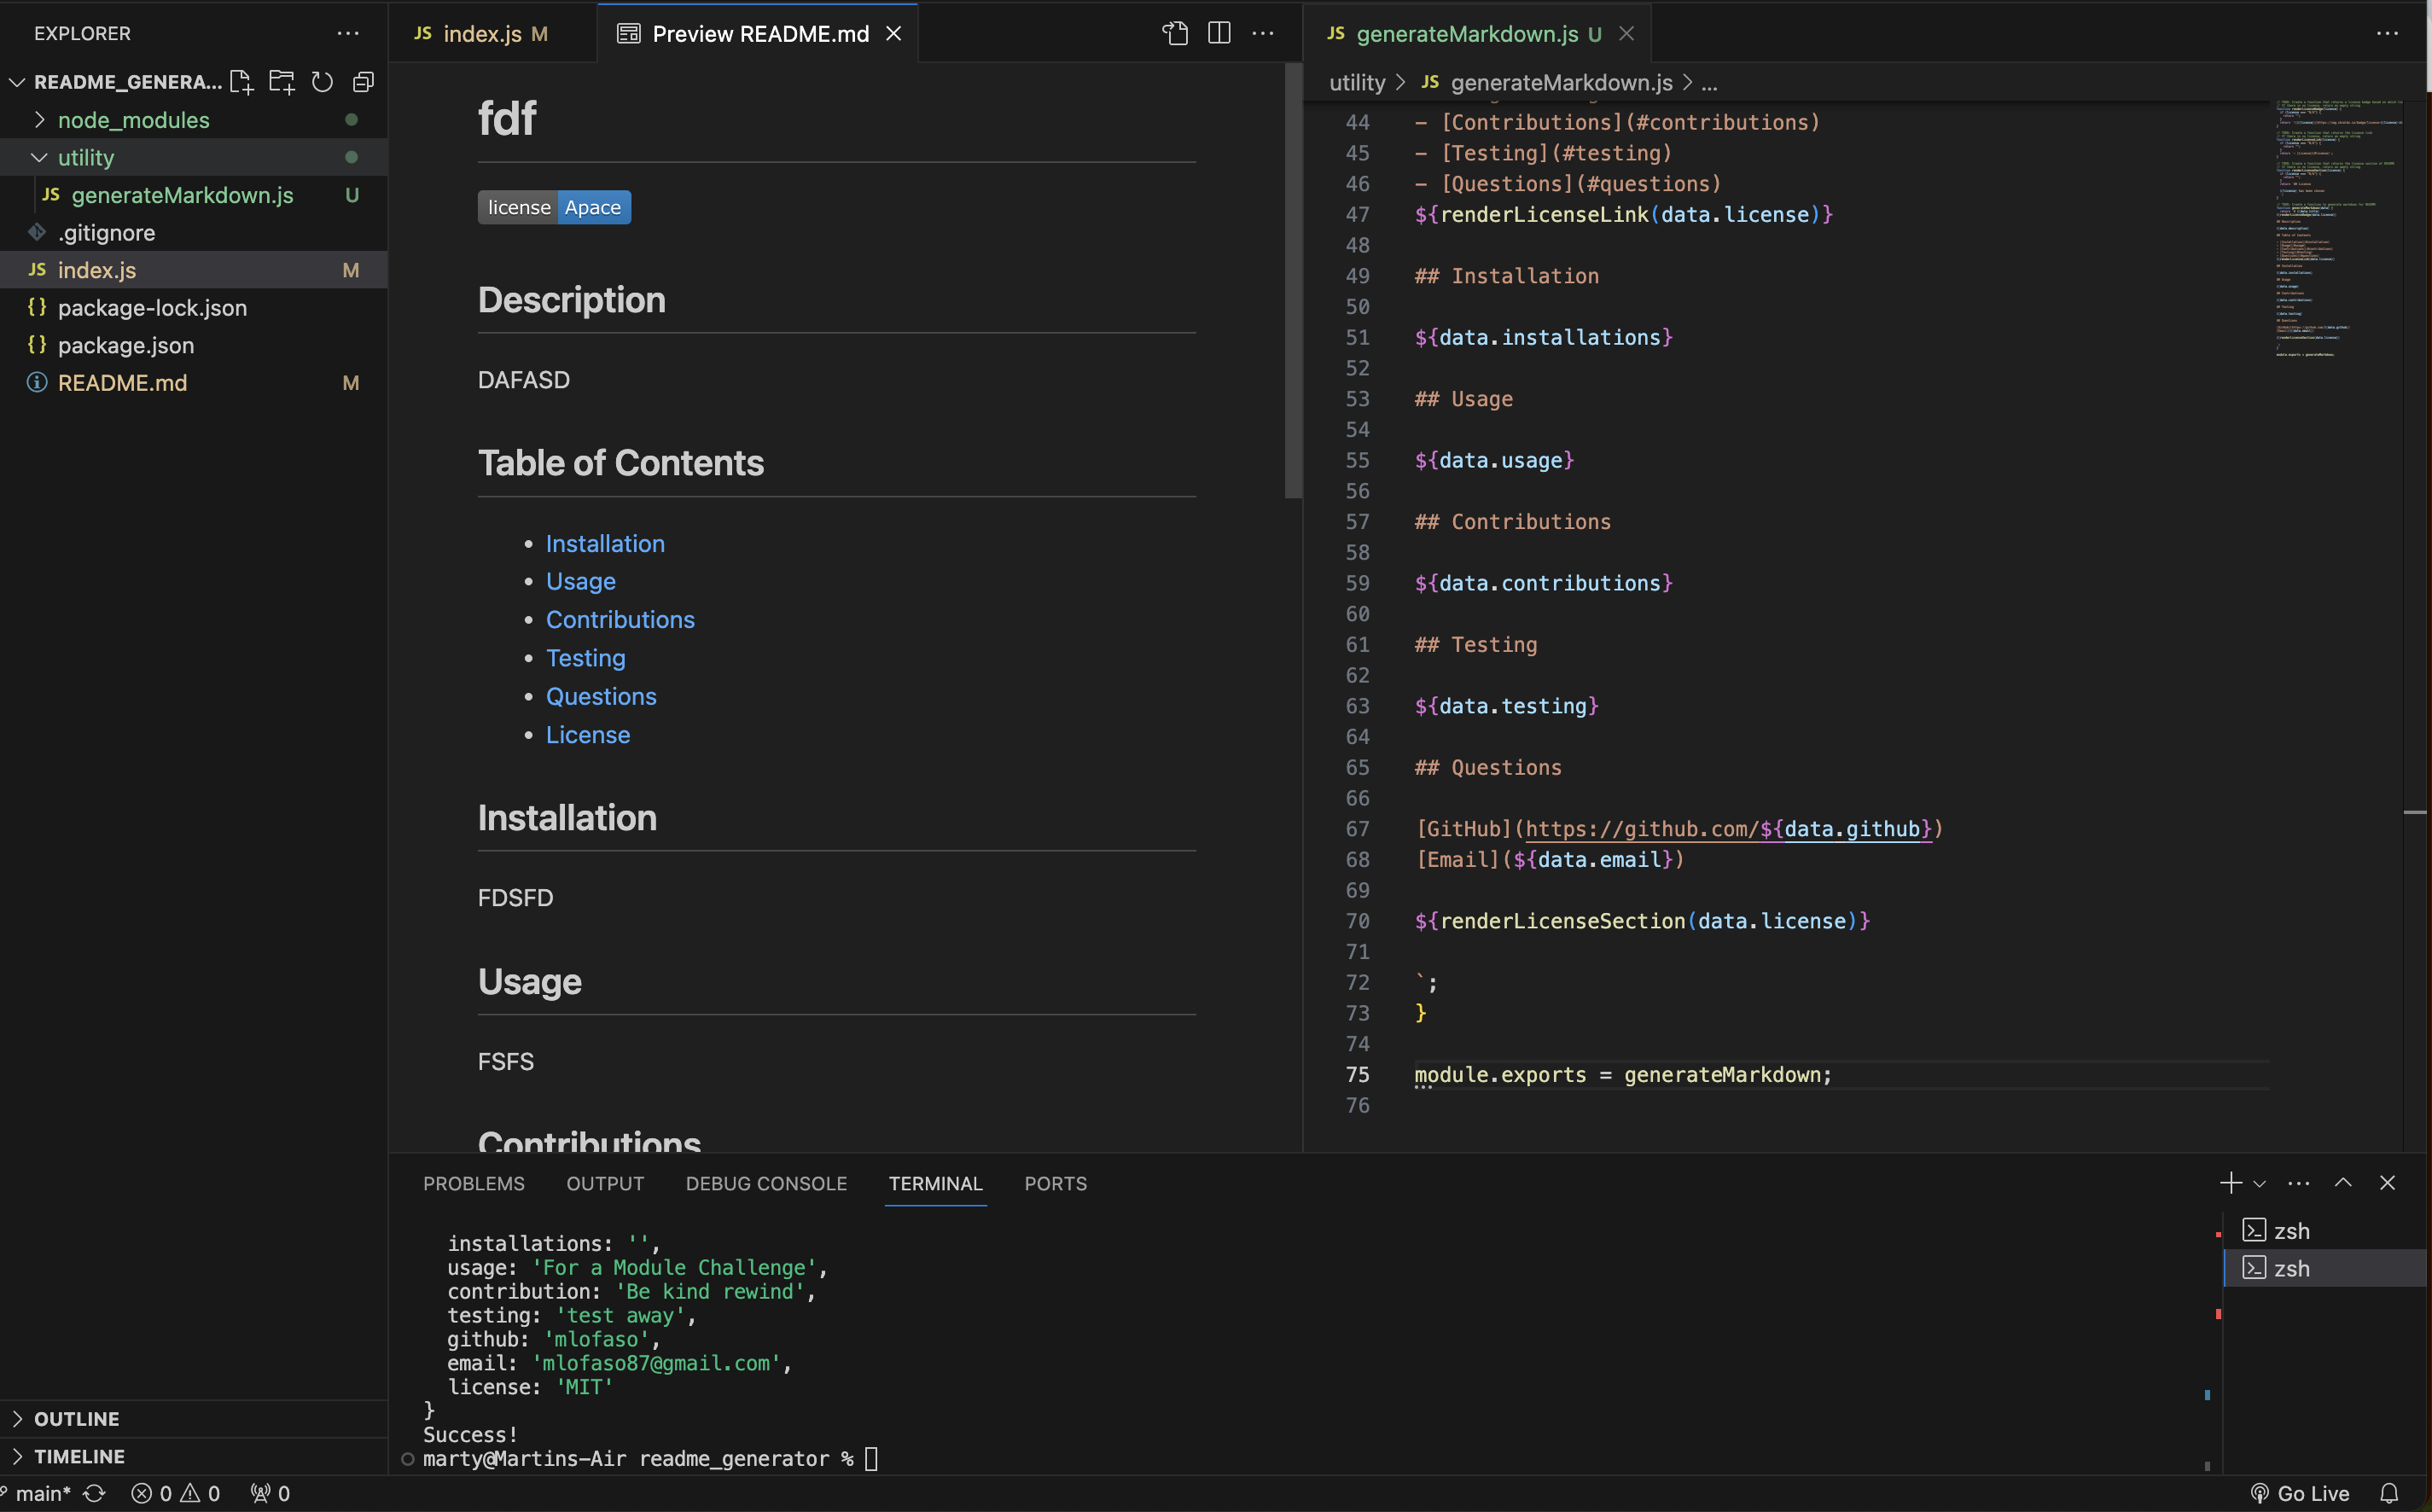 EXPLORER
README_GENERA...
node_modules
utility
JS generateMarkdown.js U
.gitignore
JS index.js M
{} package-lock.json
{} package.json
README.md M
OUTLINE
TIMELINE
JS index.js M
Preview README.md
fdf
license Apace
Description
DAFASD
Table of Contents
• Installation
• Usage
• Contributions
• Testing
• Questions
• License
Installation
FDSFD
Usage
FSFS
Contributions
JS generateMarkdown.js U
utility > JS generateMarkdown.js > ...
44 - [Contributions](#contributions)
45 - [Testing](#testing)
46 - [Questions](#questions)
47 ${renderLicenseLink(data.license)}
48
49 ## Installation
50
51 ${data.installations}
52
53 ## Usage
54
55 ${data.usage}
56
57 ## Contributions
58
59 ${data.contributions}
60
61 ## Testing
62
63 ${data.testing}
64
65 ## Questions
66
67 [GitHub](https://github.com/${data.github})
68 [Email](${data.email})
69
70 ${renderLicenseSection(data.license)}
71
72 `;
73 }
74
75 module.exports = generateMarkdown;
76
PROBLEMS OUTPUT DEBUG CONSOLE TERMINAL PORTS
installations: '',
usage: 'For a Module Challenge',
contribution: 'Be kind rewind',
testing: 'test away',
github: 'mlofaso',
email: 'mlofaso87@gmail.com',
license: 'MIT'
}
Success!
marty@Martins-Air readme_generator %
zsh
zsh
main* 0 0 0
Go Live